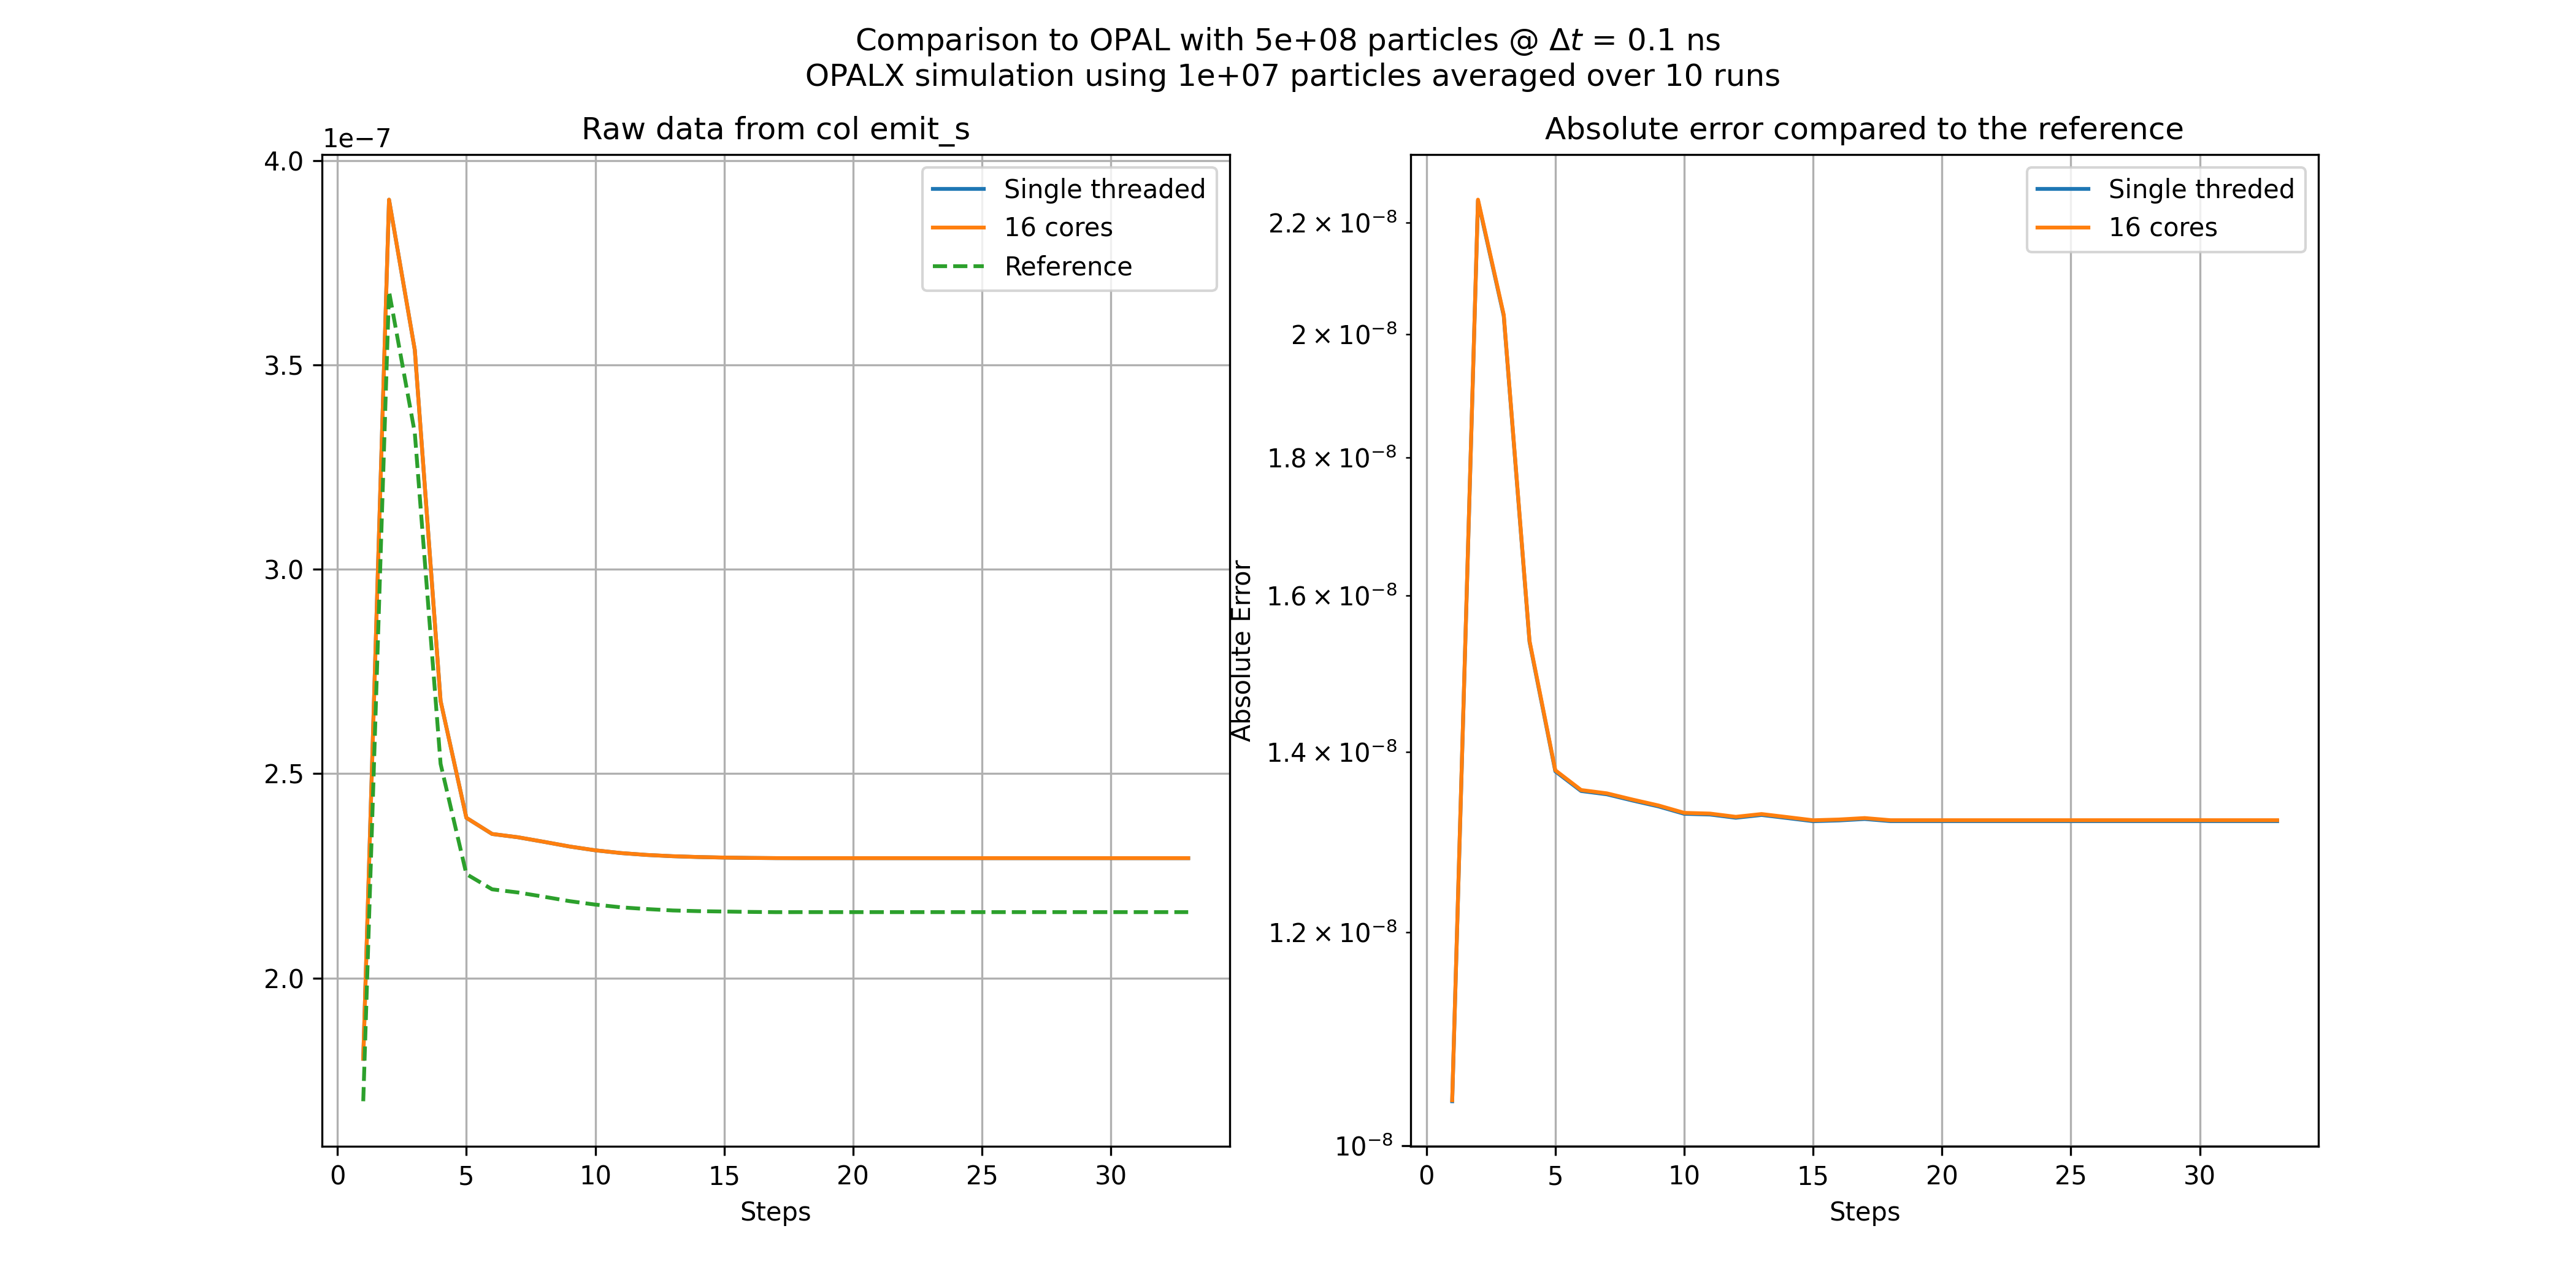 Comparison to OPAL with 5e+08 particles @ Δt = 0.1 ns
OPALX simulation using 1e+07 particles averaged over 10 runs
Raw data from col emit_s
1e−7
4.0
3.5
3.0
2.5
2.0
0 5 10 15 20 25 30
Steps
Single threaded
16 cores
Reference
Absolute error compared to the reference
Absolute Error
2.2 × 10⁻⁸
2 × 10⁻⁸
1.8 × 10⁻⁸
1.6 × 10⁻⁸
1.4 × 10⁻⁸
1.2 × 10⁻⁸
10⁻⁸
0 5 10 15 20 25 30
Steps
Single threded
16 cores